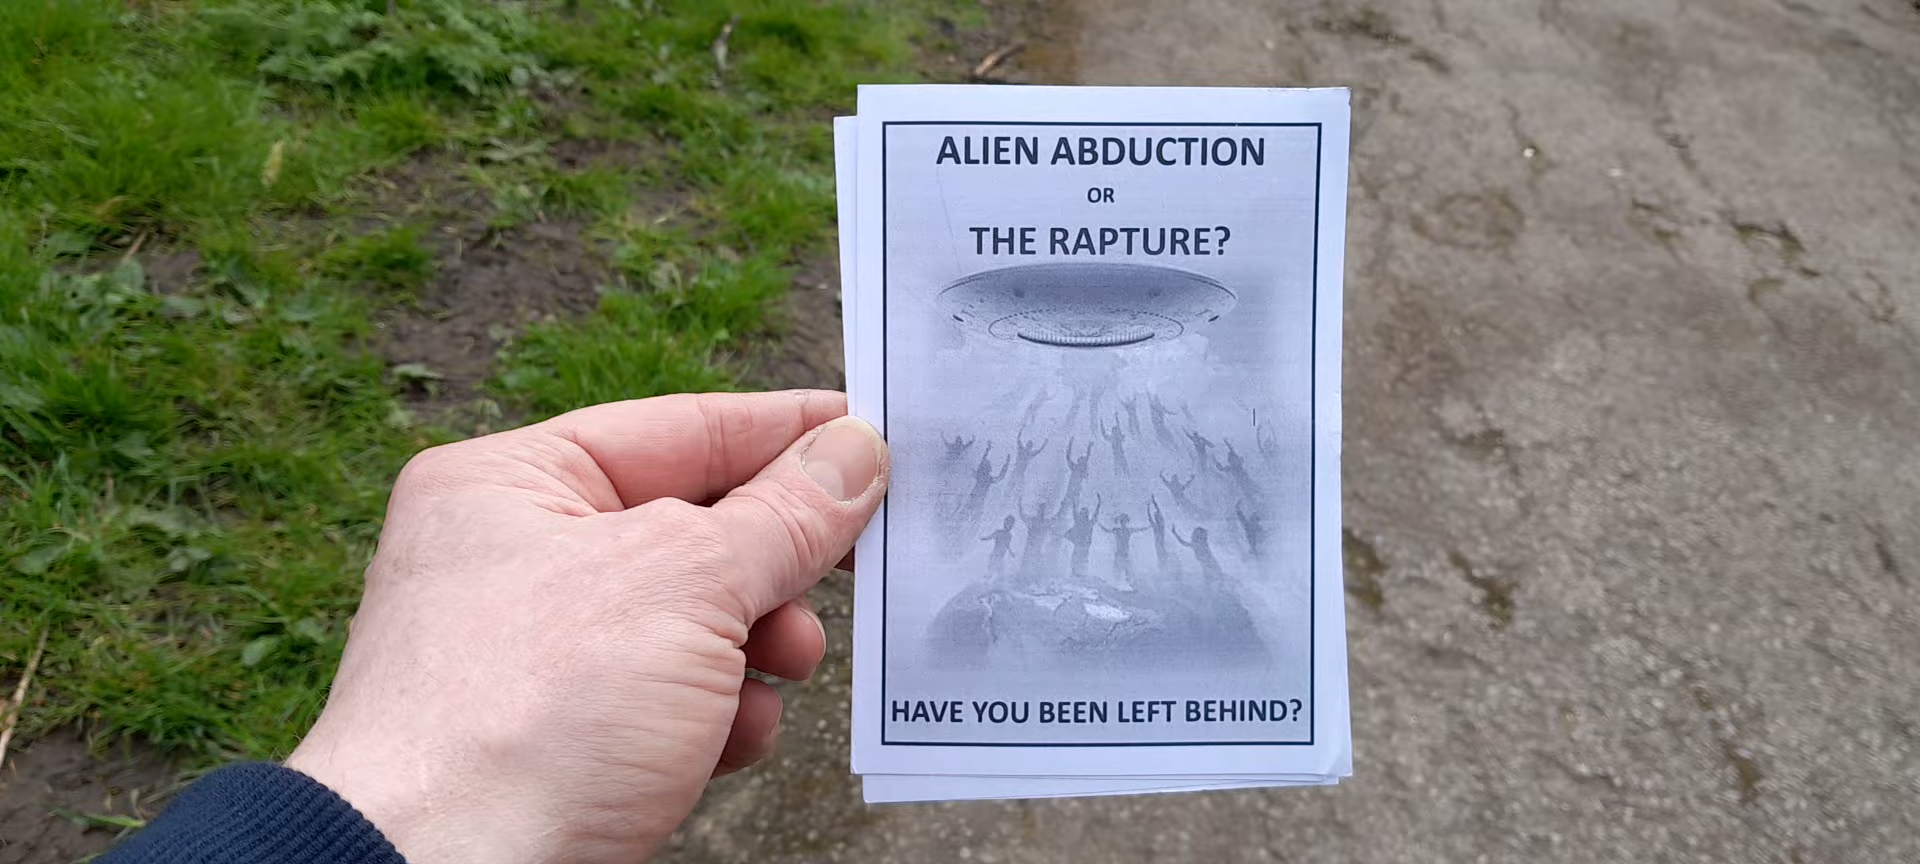 ALIEN ABDUCTION
OR
THE RAPTURE?
HAVE YOU BEEN LEFT BEHIND?